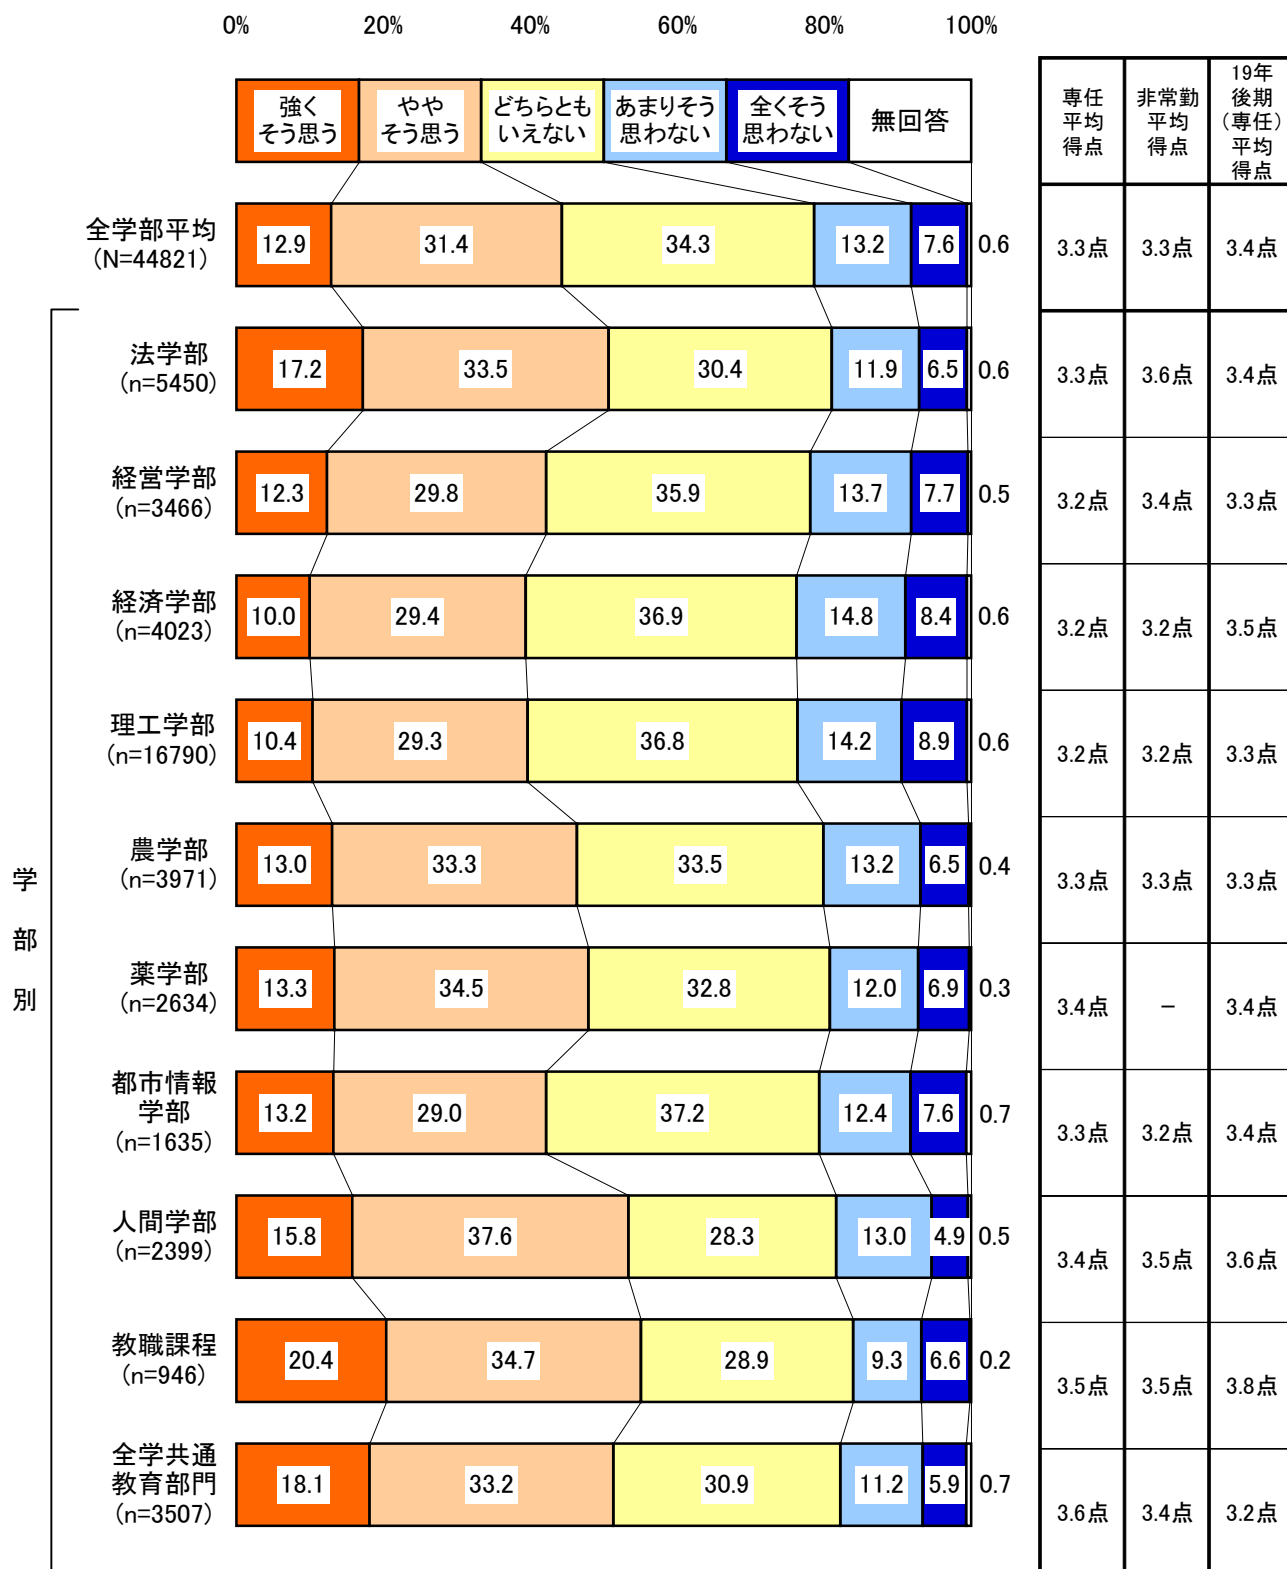 0% 20% 40% 60% 80% 100%
強く
そう思う
やや
そう思う
どちらとも
いえない
あまりそう
思わない
全くそう
思わない
無回答
専任
平均
得点
非常勤
平均
得点
19年
後期
(専任)
平均
得点
全学部平均
(N=44821)
12.9 31.4 34.3 13.2 7.6 0.6 3.3点 3.3点 3.4点
法学部
(n=5450)
17.2 33.5 30.4 11.9 6.5 0.6 3.3点 3.6点 3.4点
経営学部
(n=3466)
12.3 29.8 35.9 13.7 7.7 0.5 3.2点 3.4点 3.3点
経済学部
(n=4023)
10.0 29.4 36.9 14.8 8.4 0.6 3.2点 3.2点 3.5点
理工学部
(n=16790)
10.4 29.3 36.8 14.2 8.9 0.6 3.2点 3.2点 3.3点
学部別
農学部
(n=3971)
13.0 33.3 33.5 13.2 6.5 0.4 3.3点 3.3点 3.3点
薬学部
(n=2634)
13.3 34.5 32.8 12.0 6.9 0.3 3.4点 － 3.4点
都市情報
学部
(n=1635)
13.2 29.0 37.2 12.4 7.6 0.7 3.3点 3.2点 3.4点
人間学部
(n=2399)
15.8 37.6 28.3 13.0 4.9 0.5 3.4点 3.5点 3.6点
教職課程
(n=946)
20.4 34.7 28.9 9.3 6.6 0.2 3.5点 3.5点 3.8点
全学共通
教育部門
(n=3507)
18.1 33.2 30.9 11.2 5.9 0.7 3.6点 3.4点 3.2点